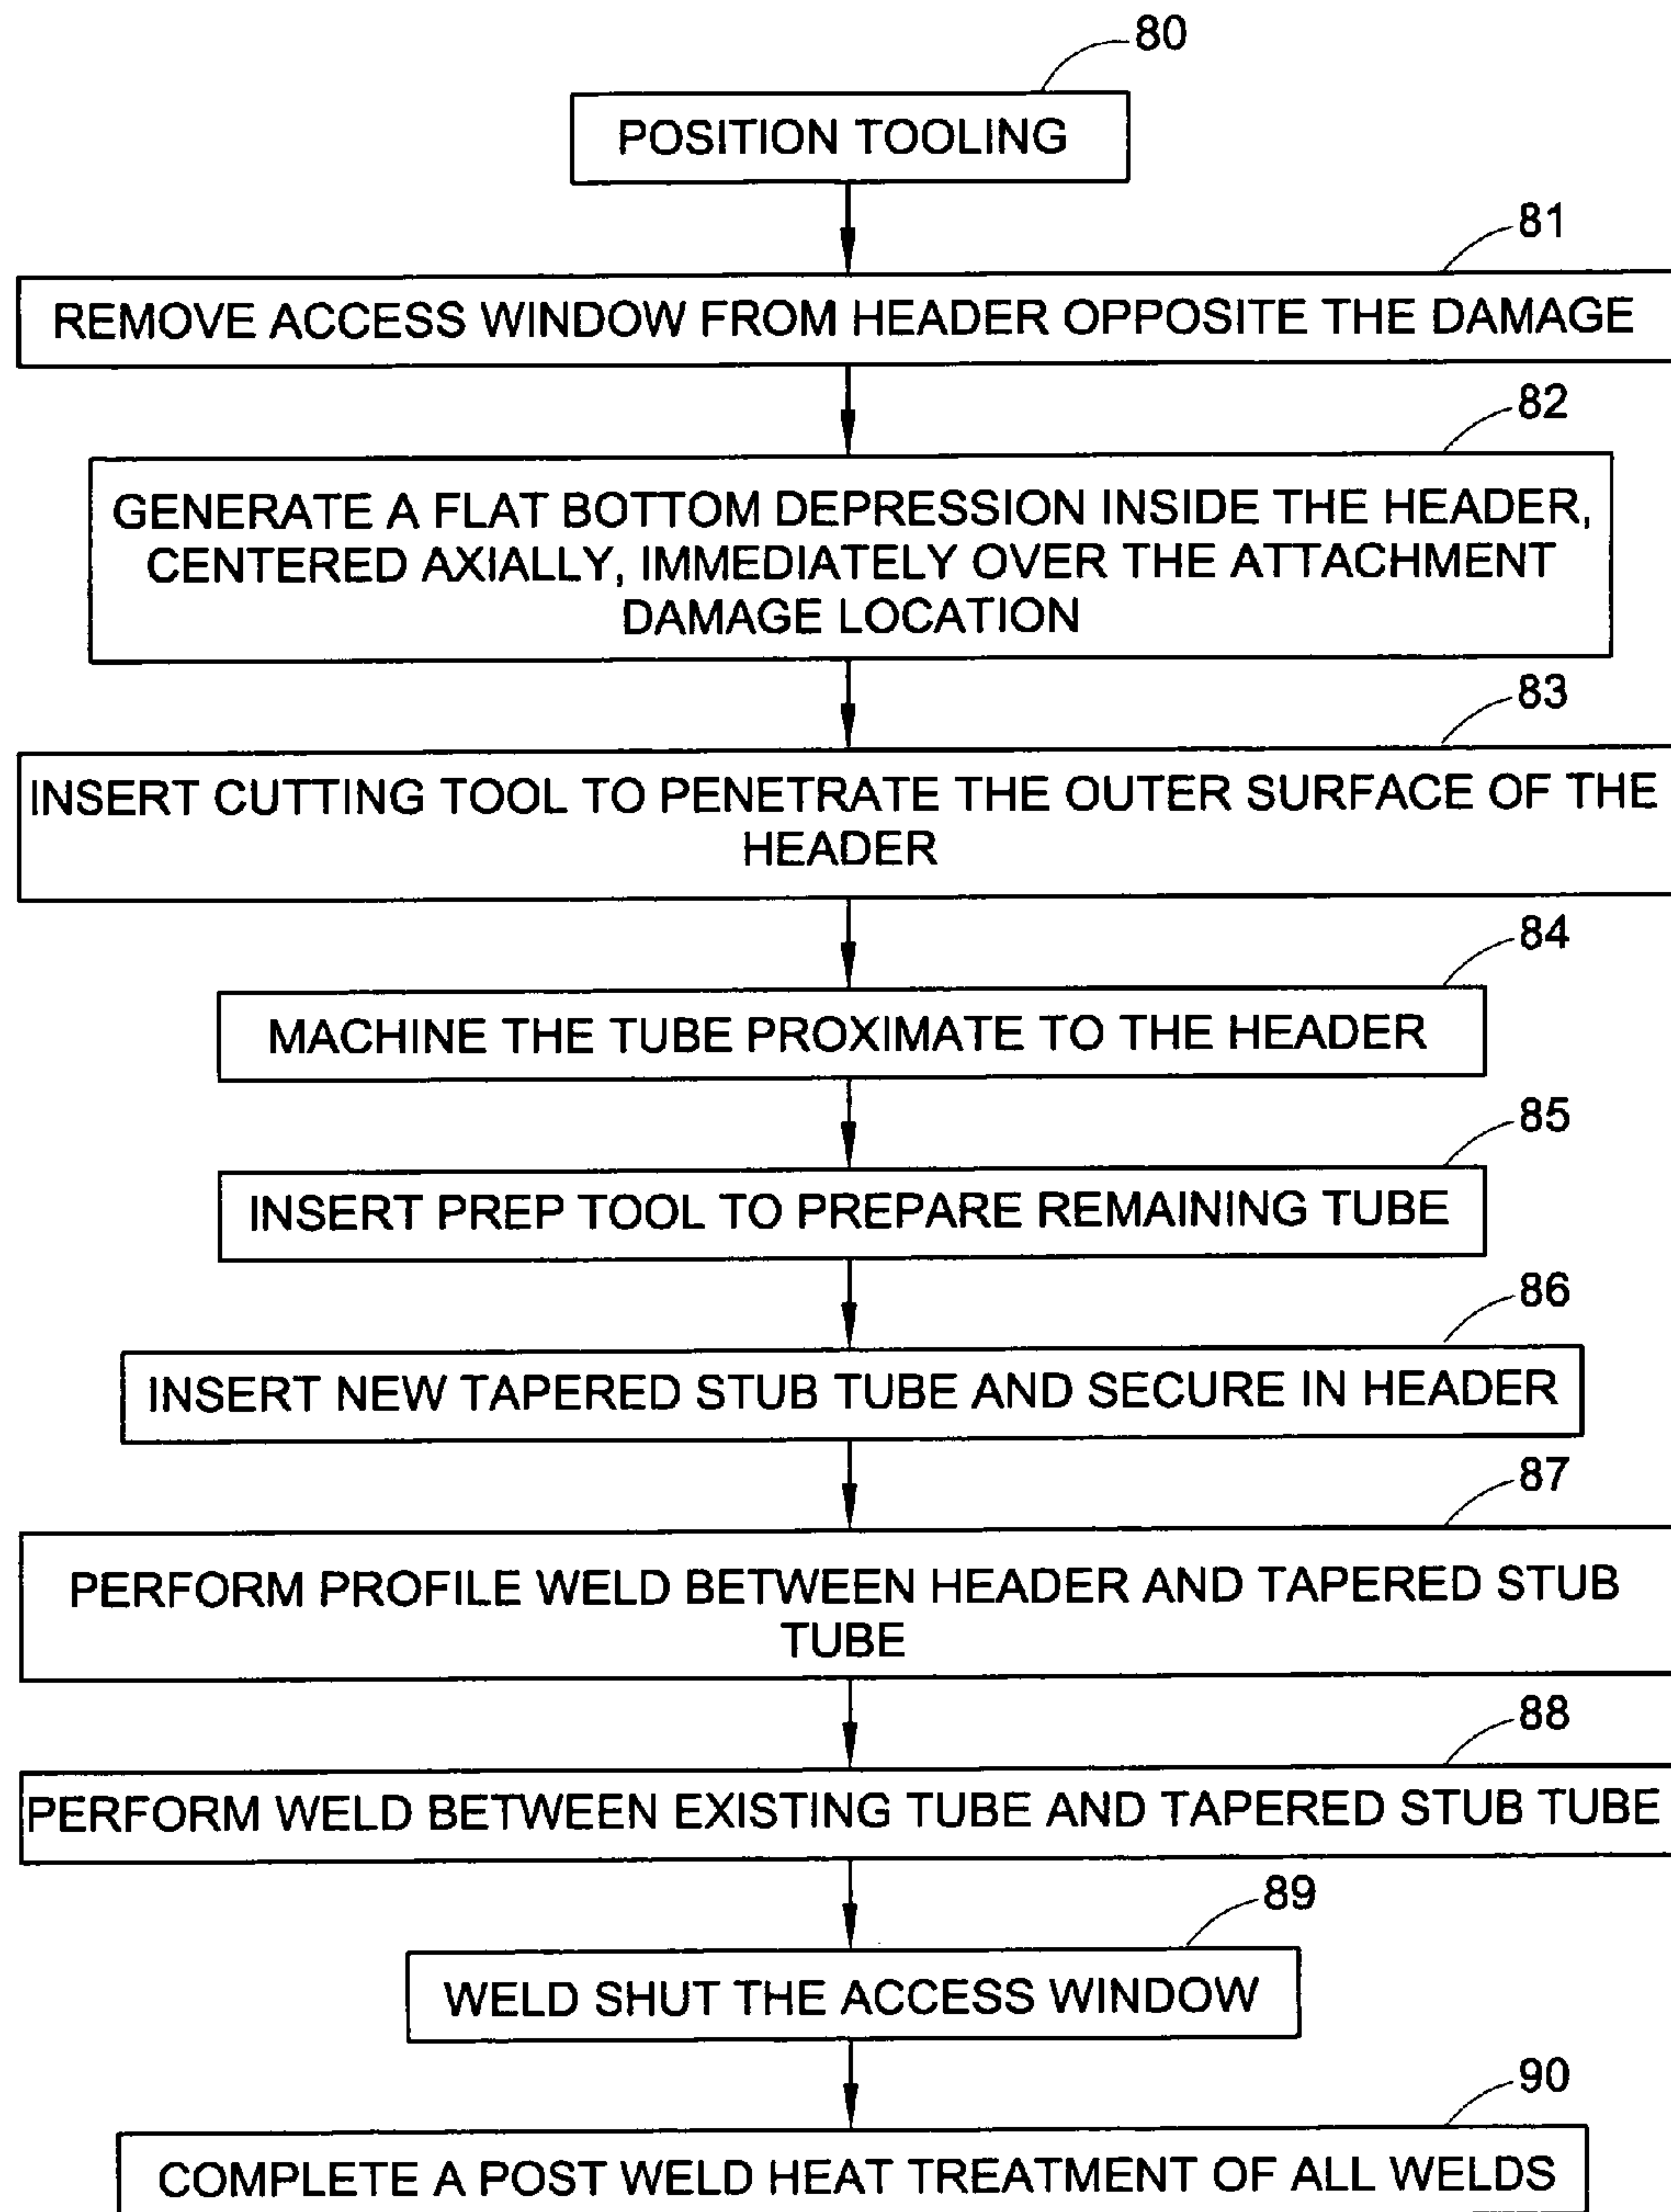 80
POSITION TOOLING
81
REMOVE ACCESS WINDOW FROM HEADER OPPOSITE THE DAMAGE
82
GENERATE A FLAT BOTTOM DEPRESSION INSIDE THE HEADER,
CENTERED AXIALLY, IMMEDIATELY OVER THE ATTACHMENT
DAMAGE LOCATION
83
INSERT CUTTING TOOL TO PENETRATE THE OUTER SURFACE OF THE
HEADER
84
MACHINE THE TUBE PROXIMATE TO THE HEADER
85
INSERT PREP TOOL TO PREPARE REMAINING TUBE
86
INSERT NEW TAPERED STUB TUBE AND SECURE IN HEADER
87
PERFORM PROFILE WELD BETWEEN HEADER AND TAPERED STUB
TUBE
88
PERFORM WELD BETWEEN EXISTING TUBE AND TAPERED STUB TUBE
89
WELD SHUT THE ACCESS WINDOW
90
COMPLETE A POST WELD HEAT TREATMENT OF ALL WELDS